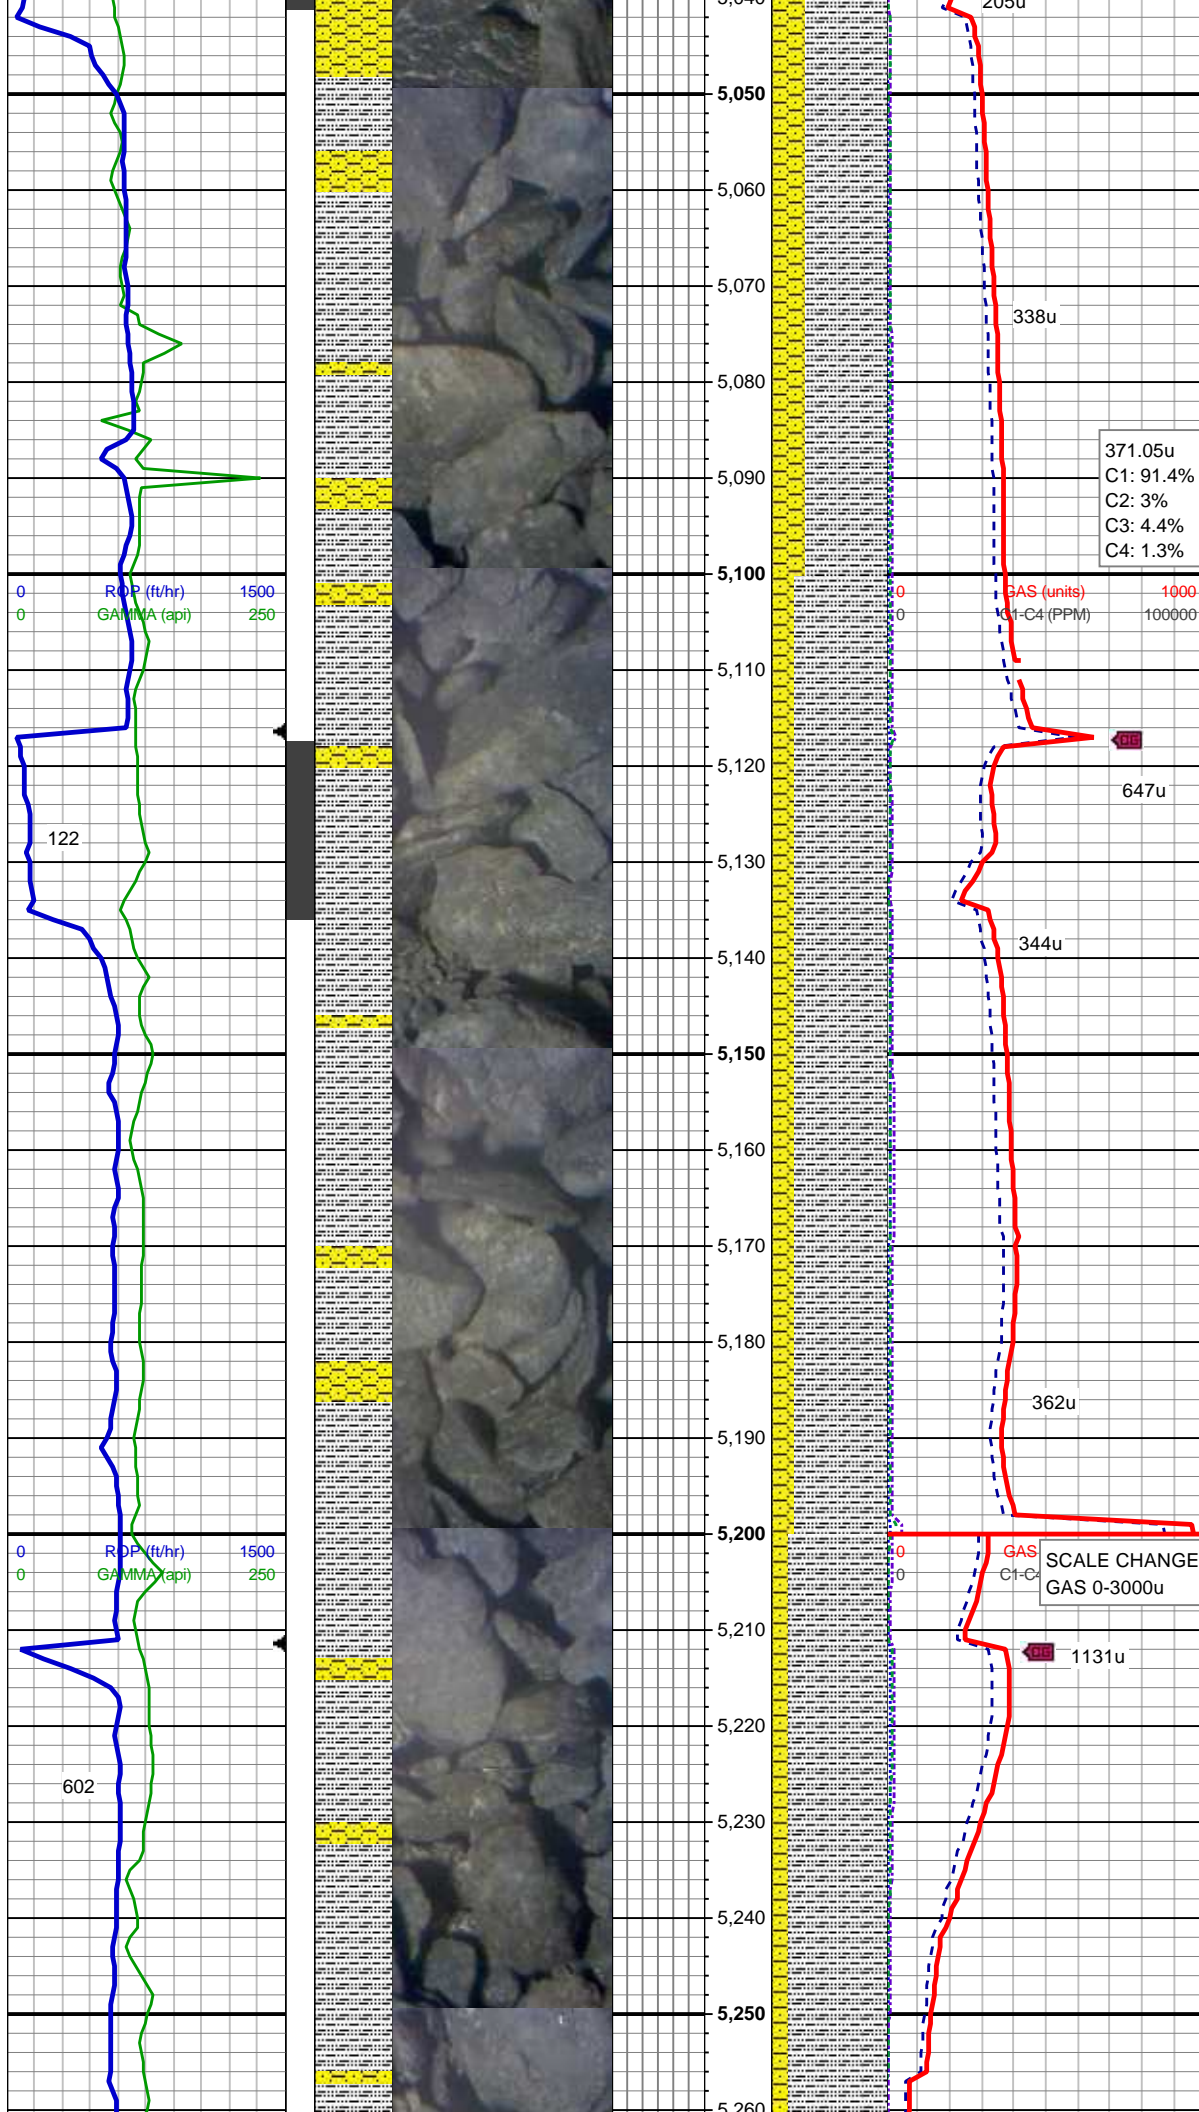 205u
5,050
5,060
5,070
338u
5,080
371.05u
C1: 91.4%
C2: 3%
C3: 4.4%
C4: 1.3%
5,090
5,100
0 ROP (ft/hr) 1500
0 GAMMA (api) 250
0 GAS (units) 1000
0 C1-C4 (PPM) 100000
5,110
CG
5,120
647u
122
5,130
344u
5,140
5,150
5,160
5,170
5,180
362u
5,190
5,200
0 ROP (ft/hr) 1500
0 GAMMA (api) 250
0 GAS
0 C1-C4
SCALE CHANGE
GAS 0-3000u
5,210
CG 1131u
5,220
602
5,230
5,240
5,250
5,260